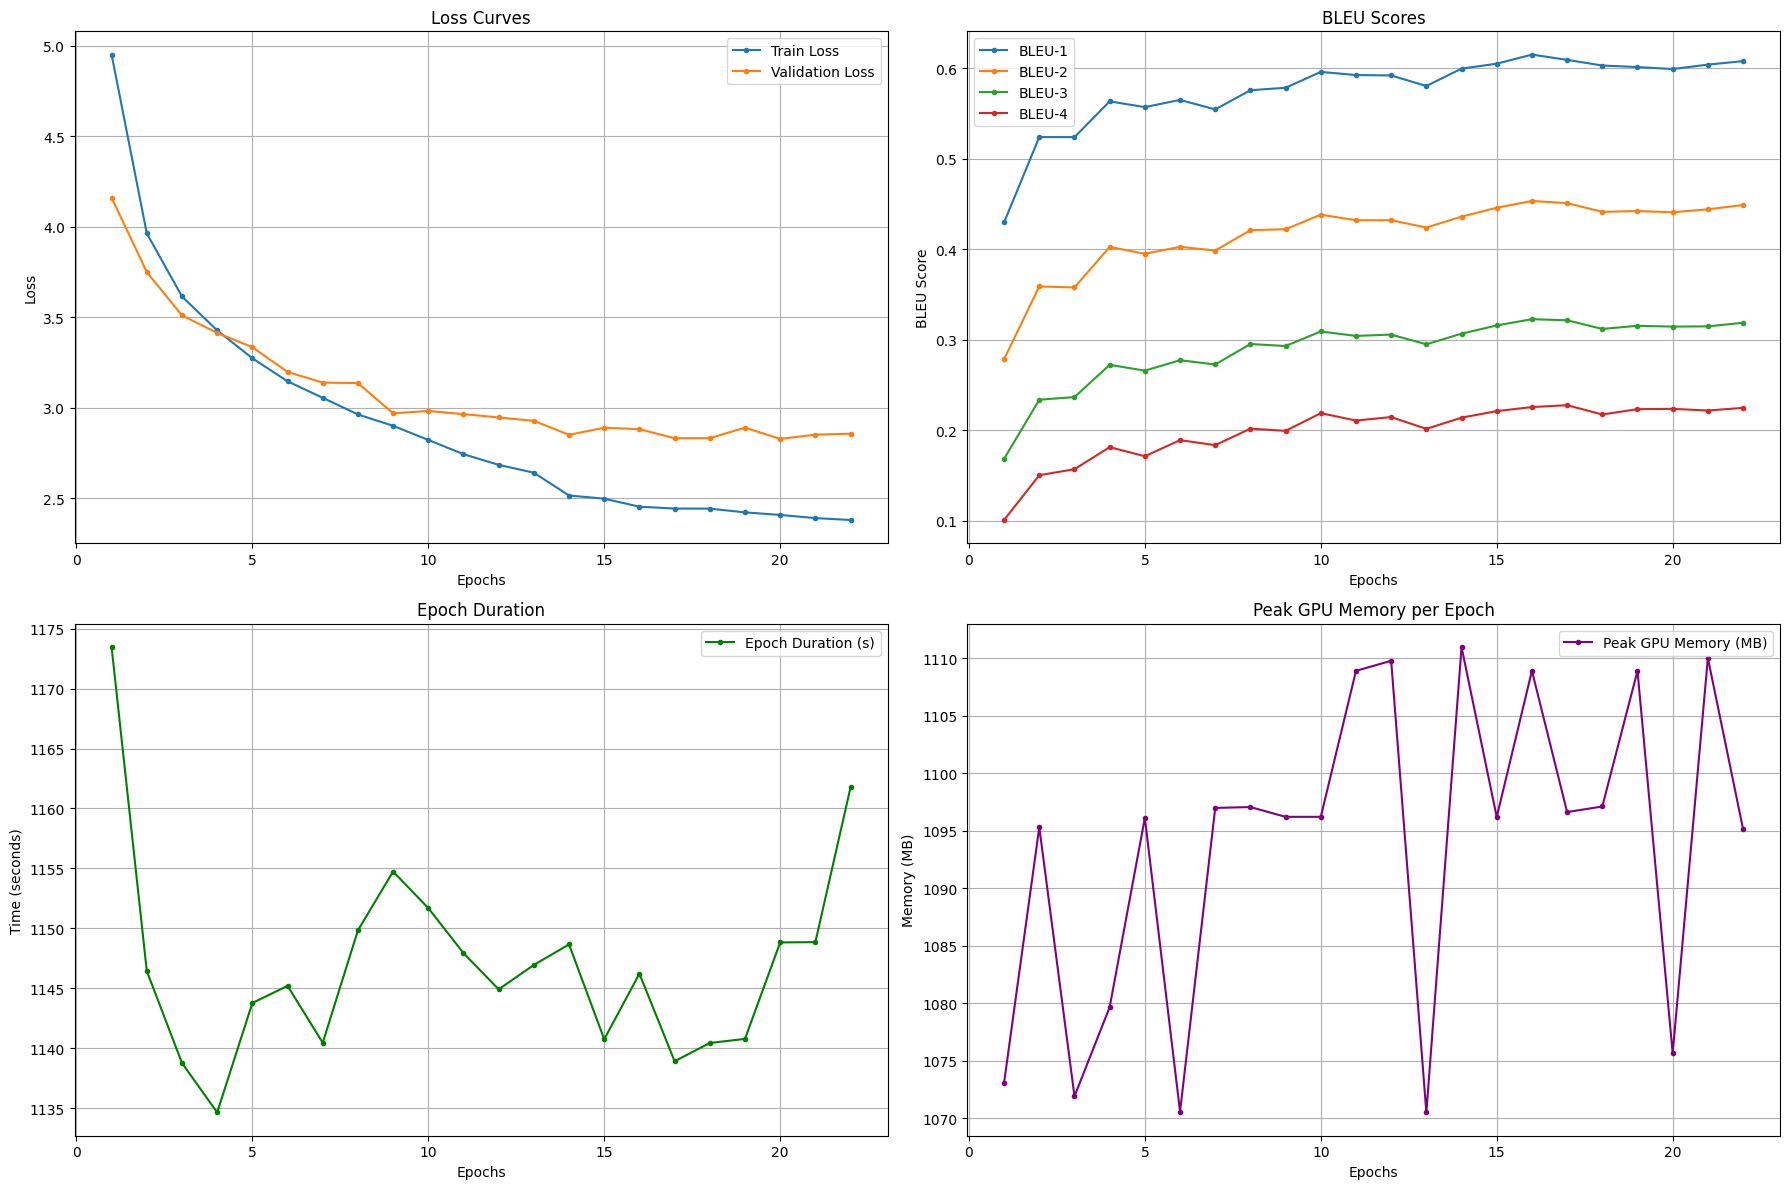 Loss Curves
5.0
4.5
4.0
3.5
3.0
2.5
Loss
Train Loss
Validation Loss
0 5 10 15 20
Epochs
BLEU Scores
0.6
0.5
0.4
0.3
0.2
0.1
BLEU Score
BLEU-1
BLEU-2
BLEU-3
BLEU-4
0 5 10 15 20
Epochs
Epoch Duration
1175
1170
1165
1160
1155
1150
1145
1140
1135
Time (seconds)
Epoch Duration (s)
0 5 10 15 20
Epochs
Peak GPU Memory per Epoch
1110
1105
1100
1095
1090
1085
1080
1075
1070
Memory (MB)
Peak GPU Memory (MB)
0 5 10 15 20
Epochs